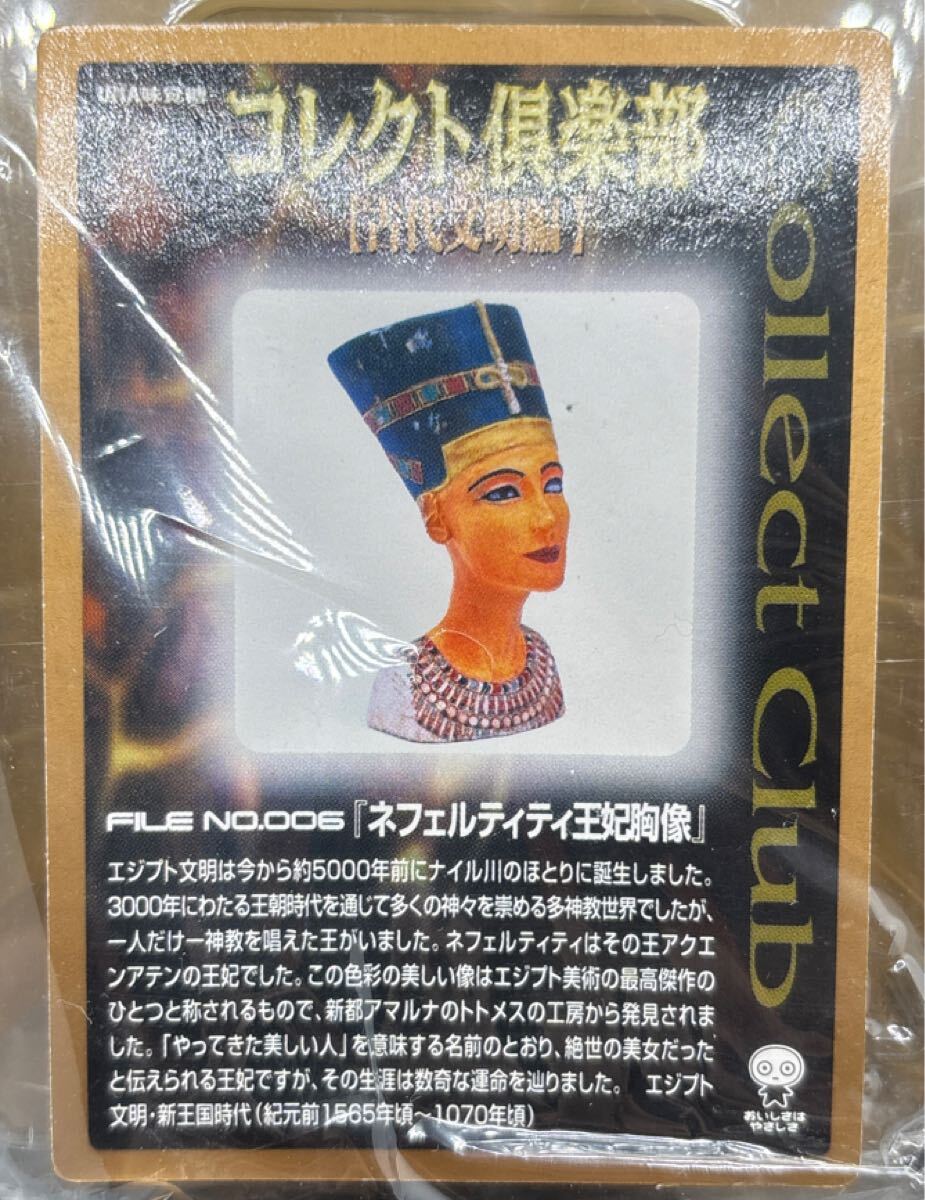 UHA味覚糖
コレクト倶楽部
[古代文明編]
ollect Club
FILE NO.006『ネフェルティティ王妃胸像』
エジプト文明は今から約5000年前にナイル川のほとりに誕生しました。
3000年にわたる王朝時代を通じて多くの神々を崇める多神教世界でしたが、
一人だけ一神教を唱えた王がいました。ネフェルティティはその王アクエ
ンアテンの王妃でした。この色彩の美しい像はエジプト美術の最高傑作の
ひとつと称されるもので、新都アマルナのトトメスの工房から発見されま
した。「やってきた美しい人」を意味する名前のとおり、絶世の美女だった
と伝えられる王妃ですが、その生涯は数奇な運命を辿りました。 エジプト
文明・新王国時代（紀元前1565年頃～1070年頃）
おいしさは
やさしさ